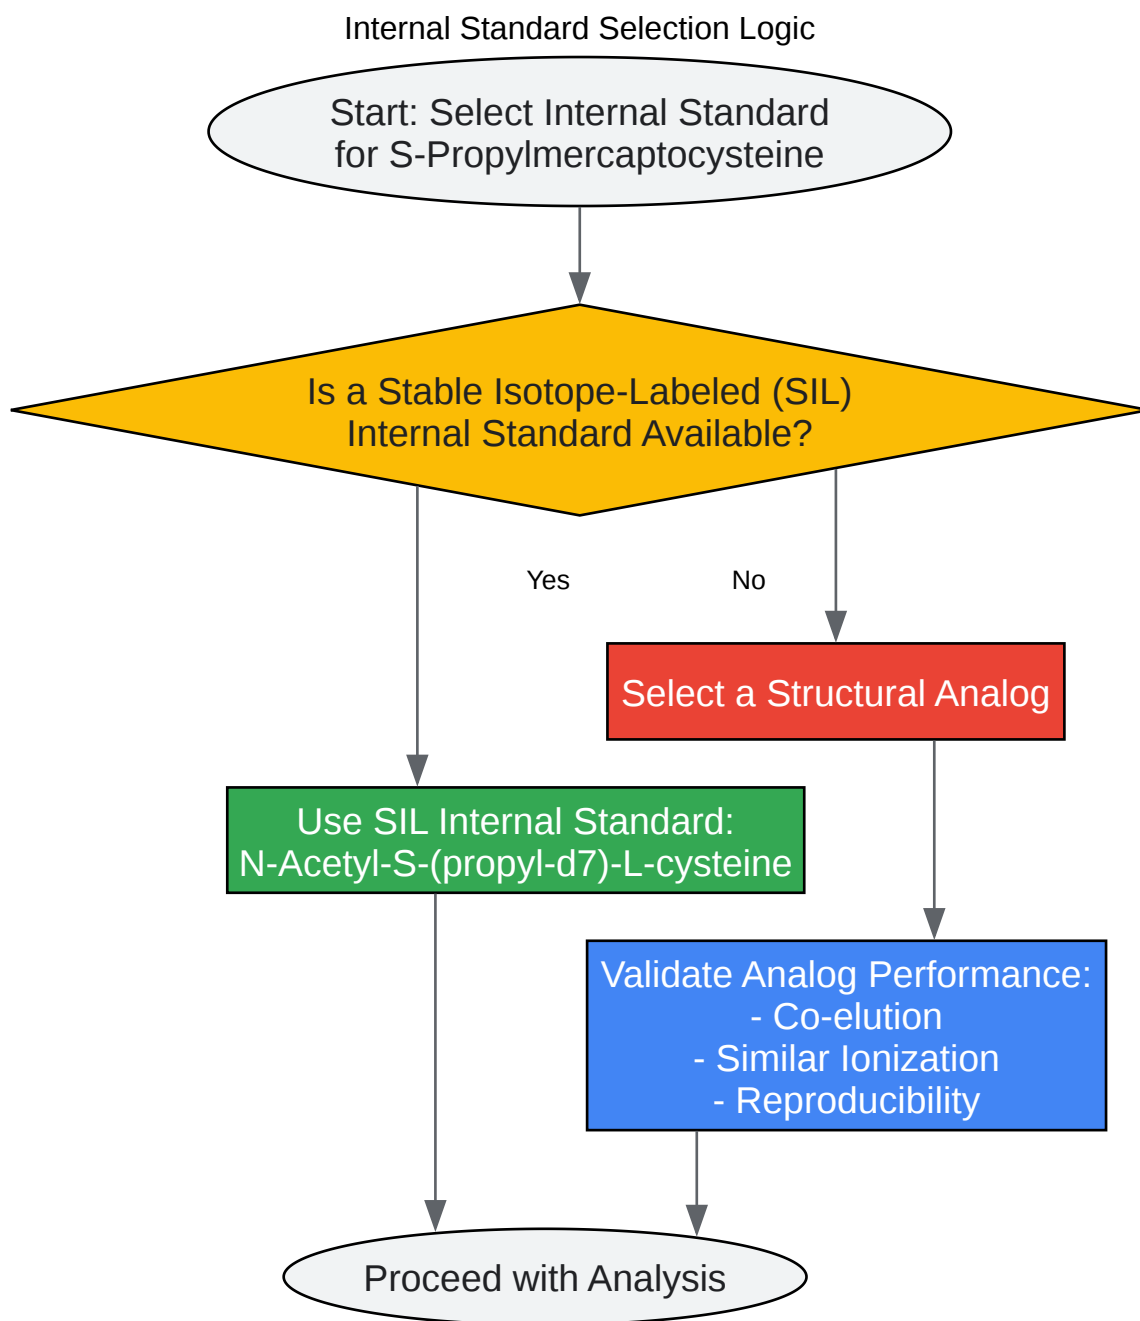 Internal Standard Selection Logic
Start: Select Internal Standard
for S-Propylmercaptocysteine
Is a Stable Isotope-Labeled (SIL)
Internal Standard Available?
Yes
No
Select a Structural Analog
Use SIL Internal Standard:
N-Acetyl-S-(propyl-d7)-L-cysteine
Validate Analog Performance:
- Co-elution
- Similar Ionization
- Reproducibility
Proceed with Analysis